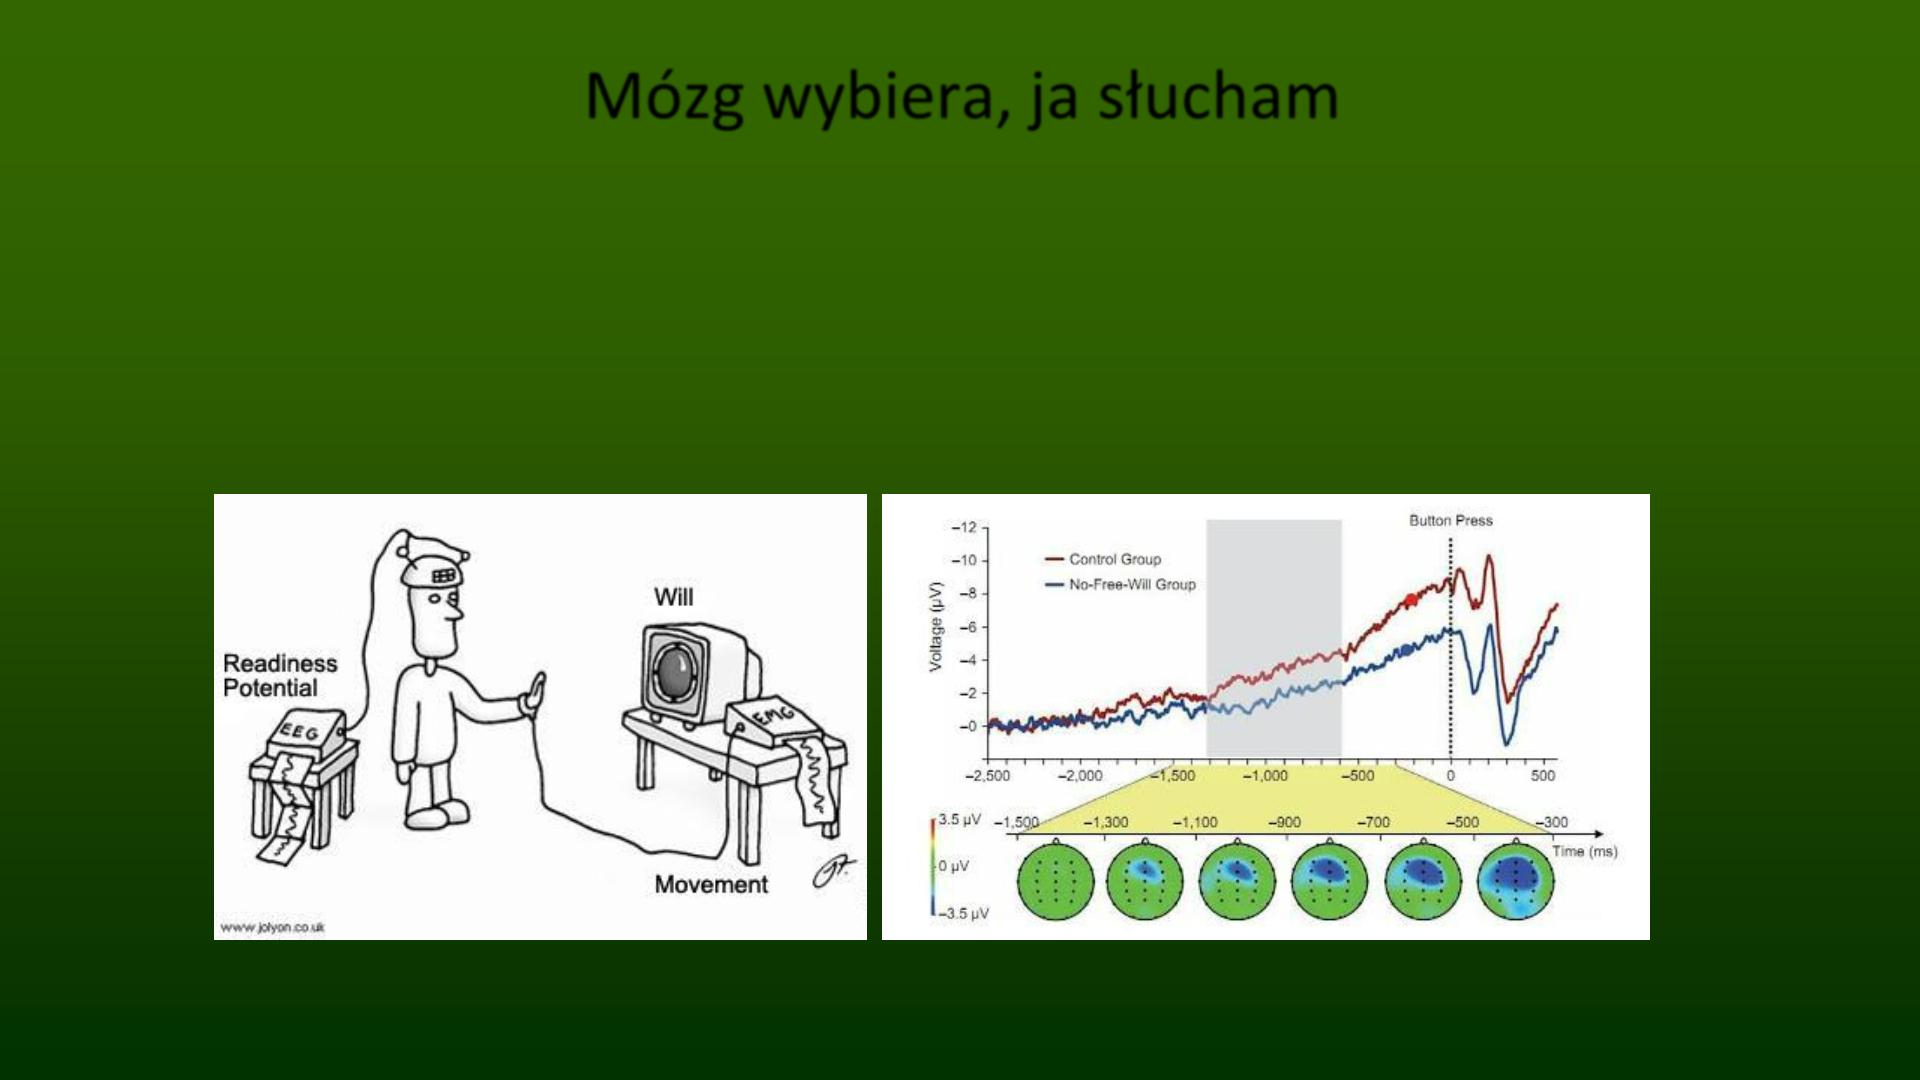 Mózg wybiera, ja słucham
Will
Readiness
Potential
EEG
EMG
Movement
www.jolyon.co.uk
Button Press
Control Group
No-Free-Will Group
Voltage (µV)
–12
–10
–8
–6
–4
–2
–0
–2,500 –2,000 –1,500 –1,000 –500 0 500
3.5 µV
0 µV
–3.5 µV
–1,500 –1,300 –1,100 –900 –700 –500 –300
Time (ms)